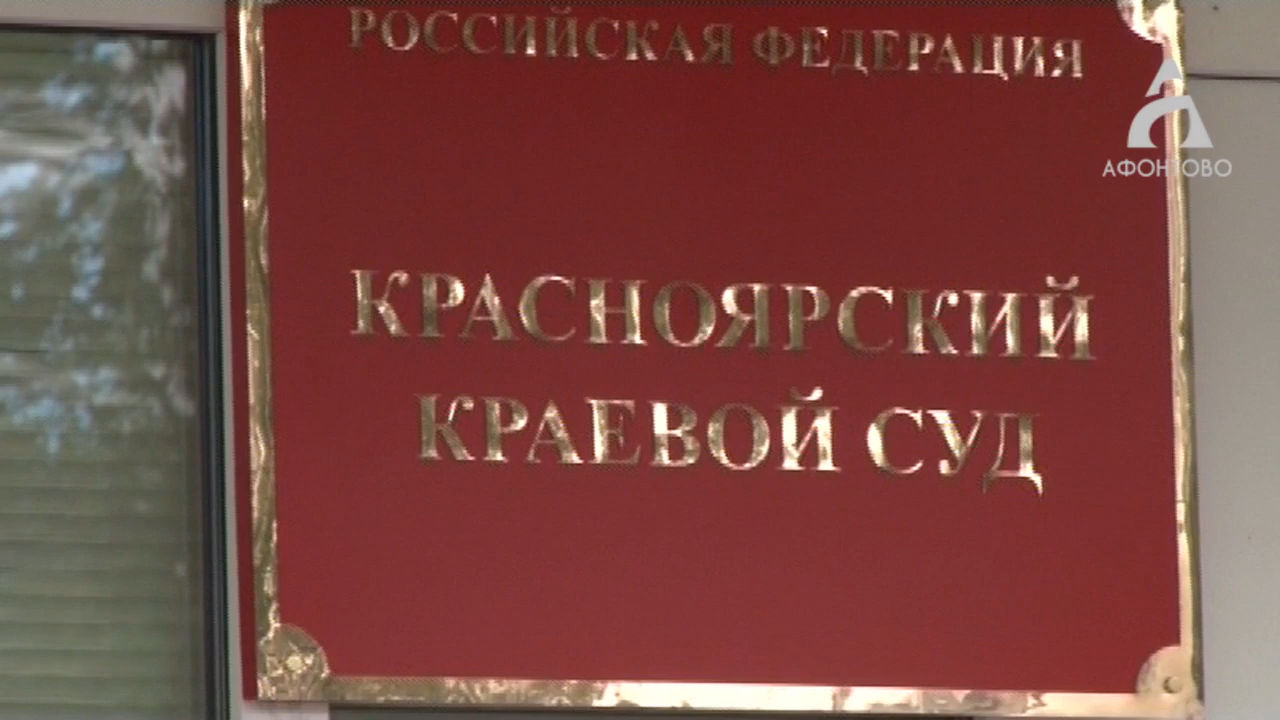 РОССИЙСКАЯ ФЕДЕРАЦИЯ
АФОНТОВО
КРАСНОЯРСКИЙ
КРАЕВОЙ СУД